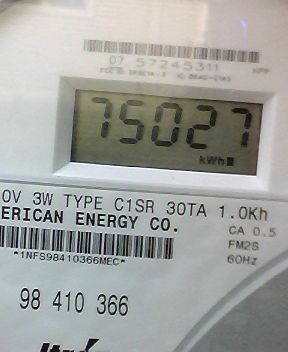 07 57245311
75027
kWh
0V 3W TYPE C1SR 30TA 1.0Kh
ERICAN ENERGY CO.
CA 0.5
FM2S
60Hz
*1NFS98410366MEC*
98 410 366